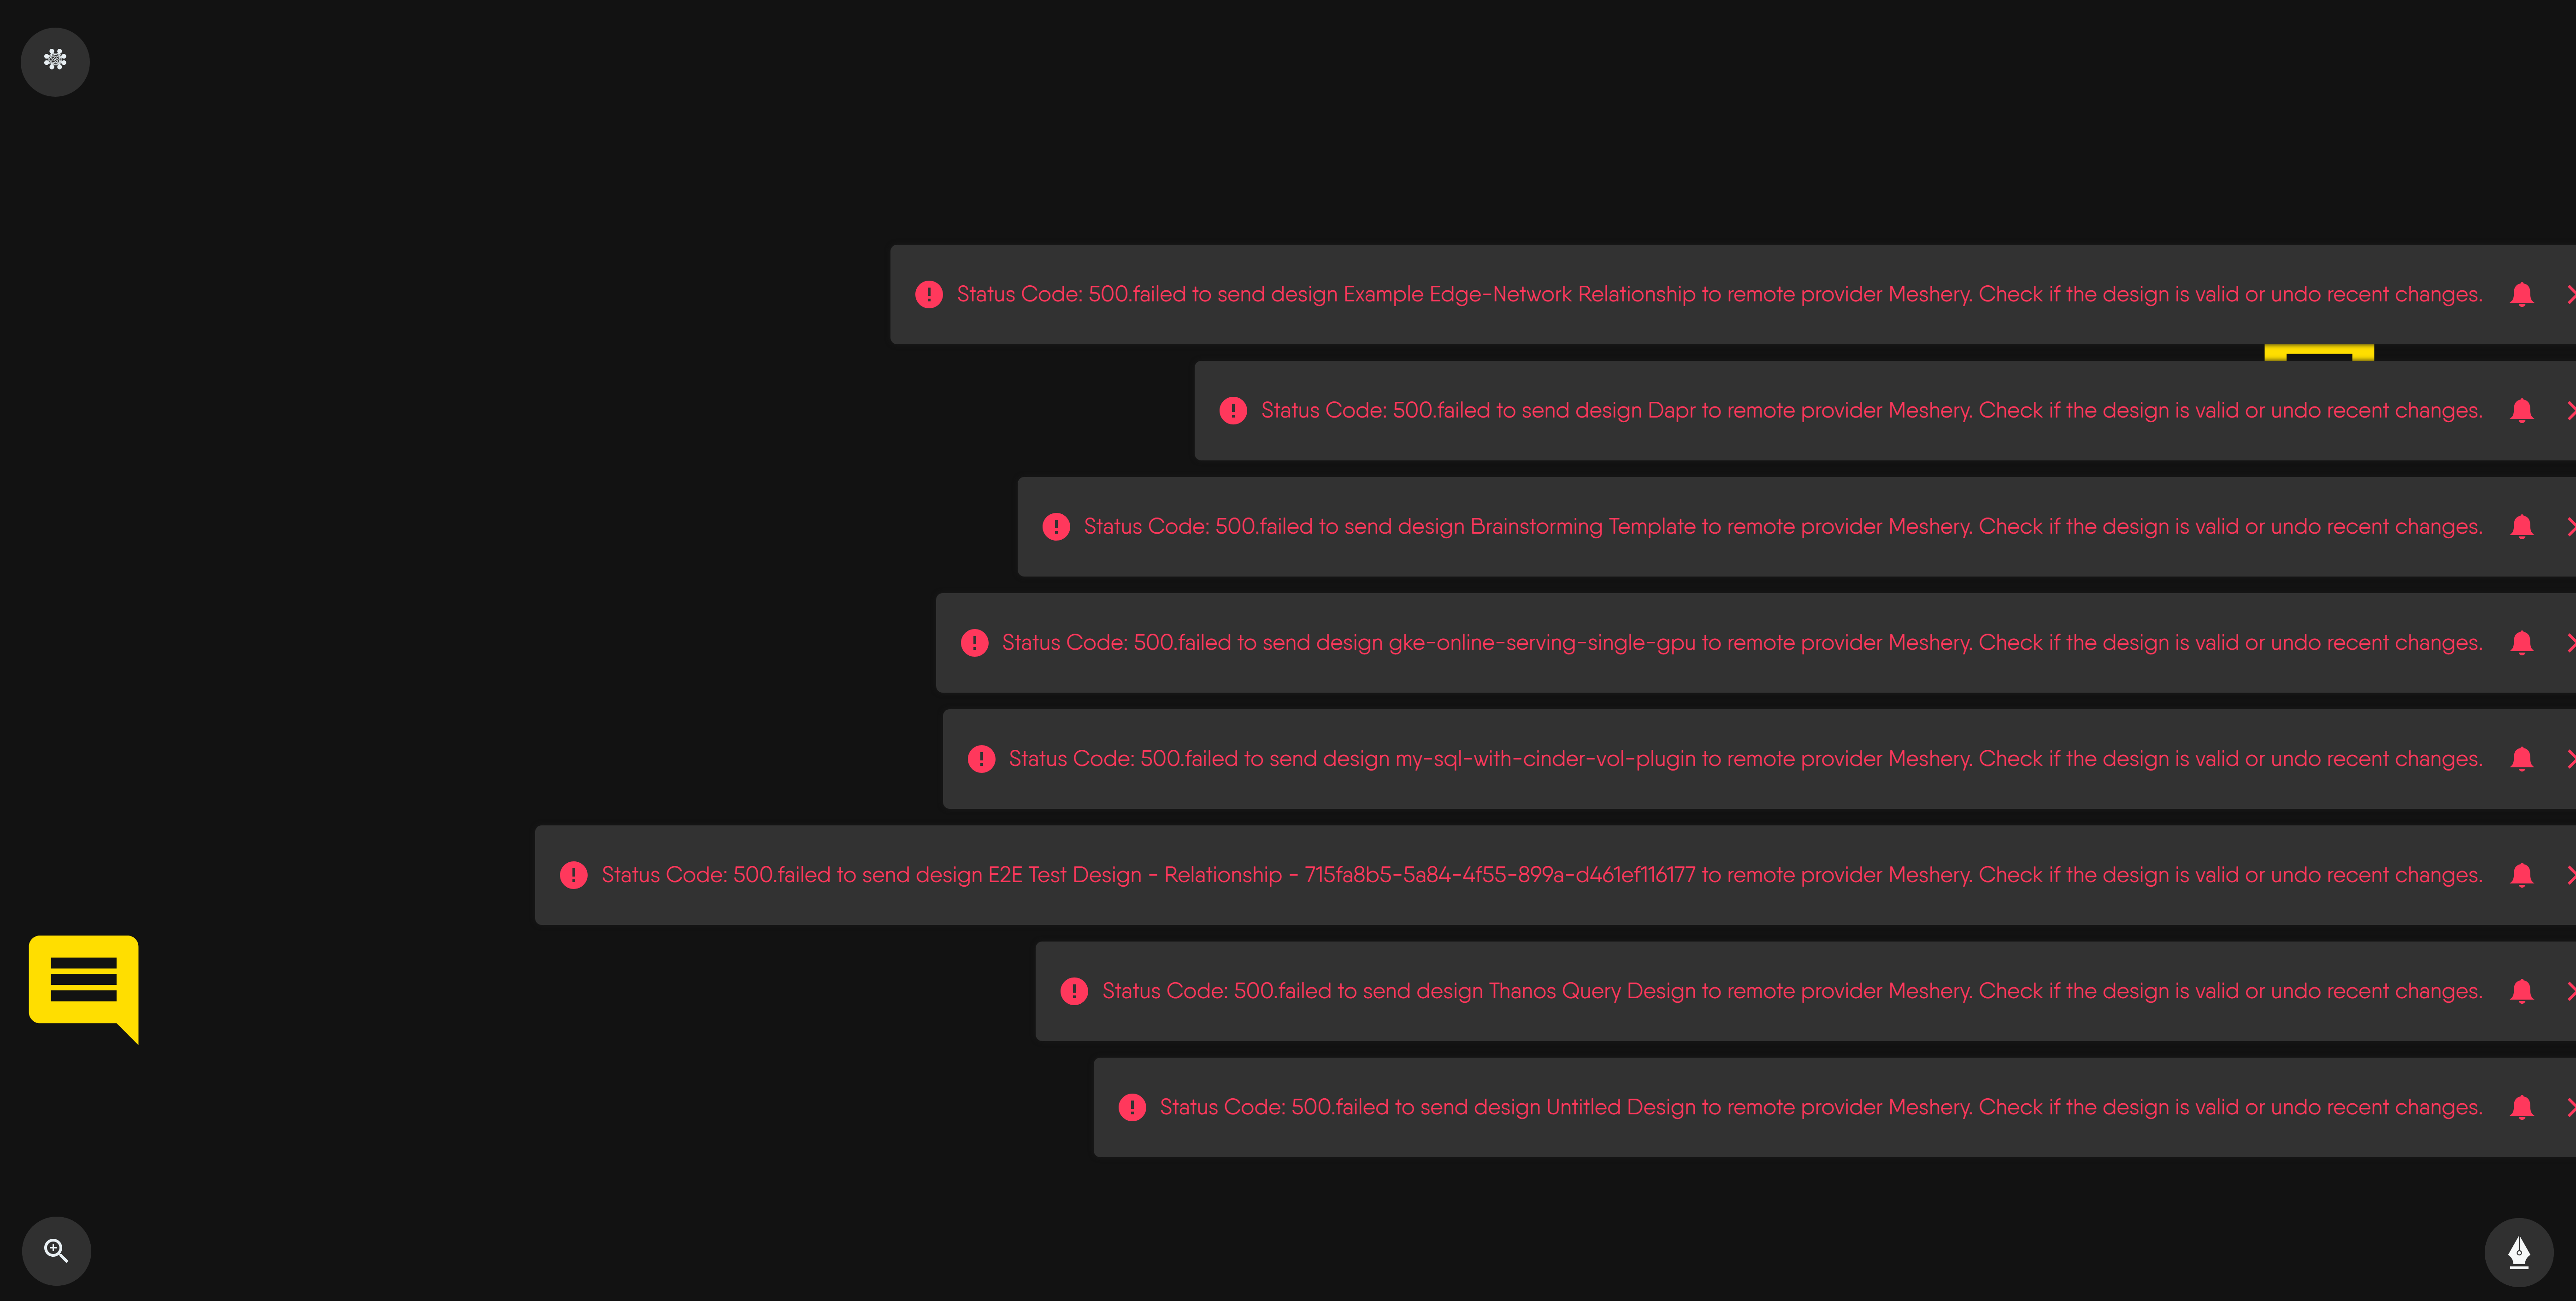 Status Code: 500.failed to send design Example Edge-Network Relationship to remote provider Meshery. Check if the design is valid or undo recent changes.
Status Code: 500.failed to send design Dapr to remote provider Meshery. Check if the design is valid or undo recent changes.
Status Code: 500.failed to send design Brainstorming Template to remote provider Meshery. Check if the design is valid or undo recent changes.
Status Code: 500.failed to send design gke-online-serving-single-gpu to remote provider Meshery. Check if the design is valid or undo recent changes.
Status Code: 500.failed to send design my-sql-with-cinder-vol-plugin to remote provider Meshery. Check if the design is valid or undo recent changes.
Status Code: 500.failed to send design E2E Test Design - Relationship - 715fa8b5-5a84-4f55-899a-d461ef116177 to remote provider Meshery. Check if the design is valid or undo recent changes.
Status Code: 500.failed to send design Thanos Query Design to remote provider Meshery. Check if the design is valid or undo recent changes.
Status Code: 500.failed to send design Untitled Design to remote provider Meshery. Check if the design is valid or undo recent changes.